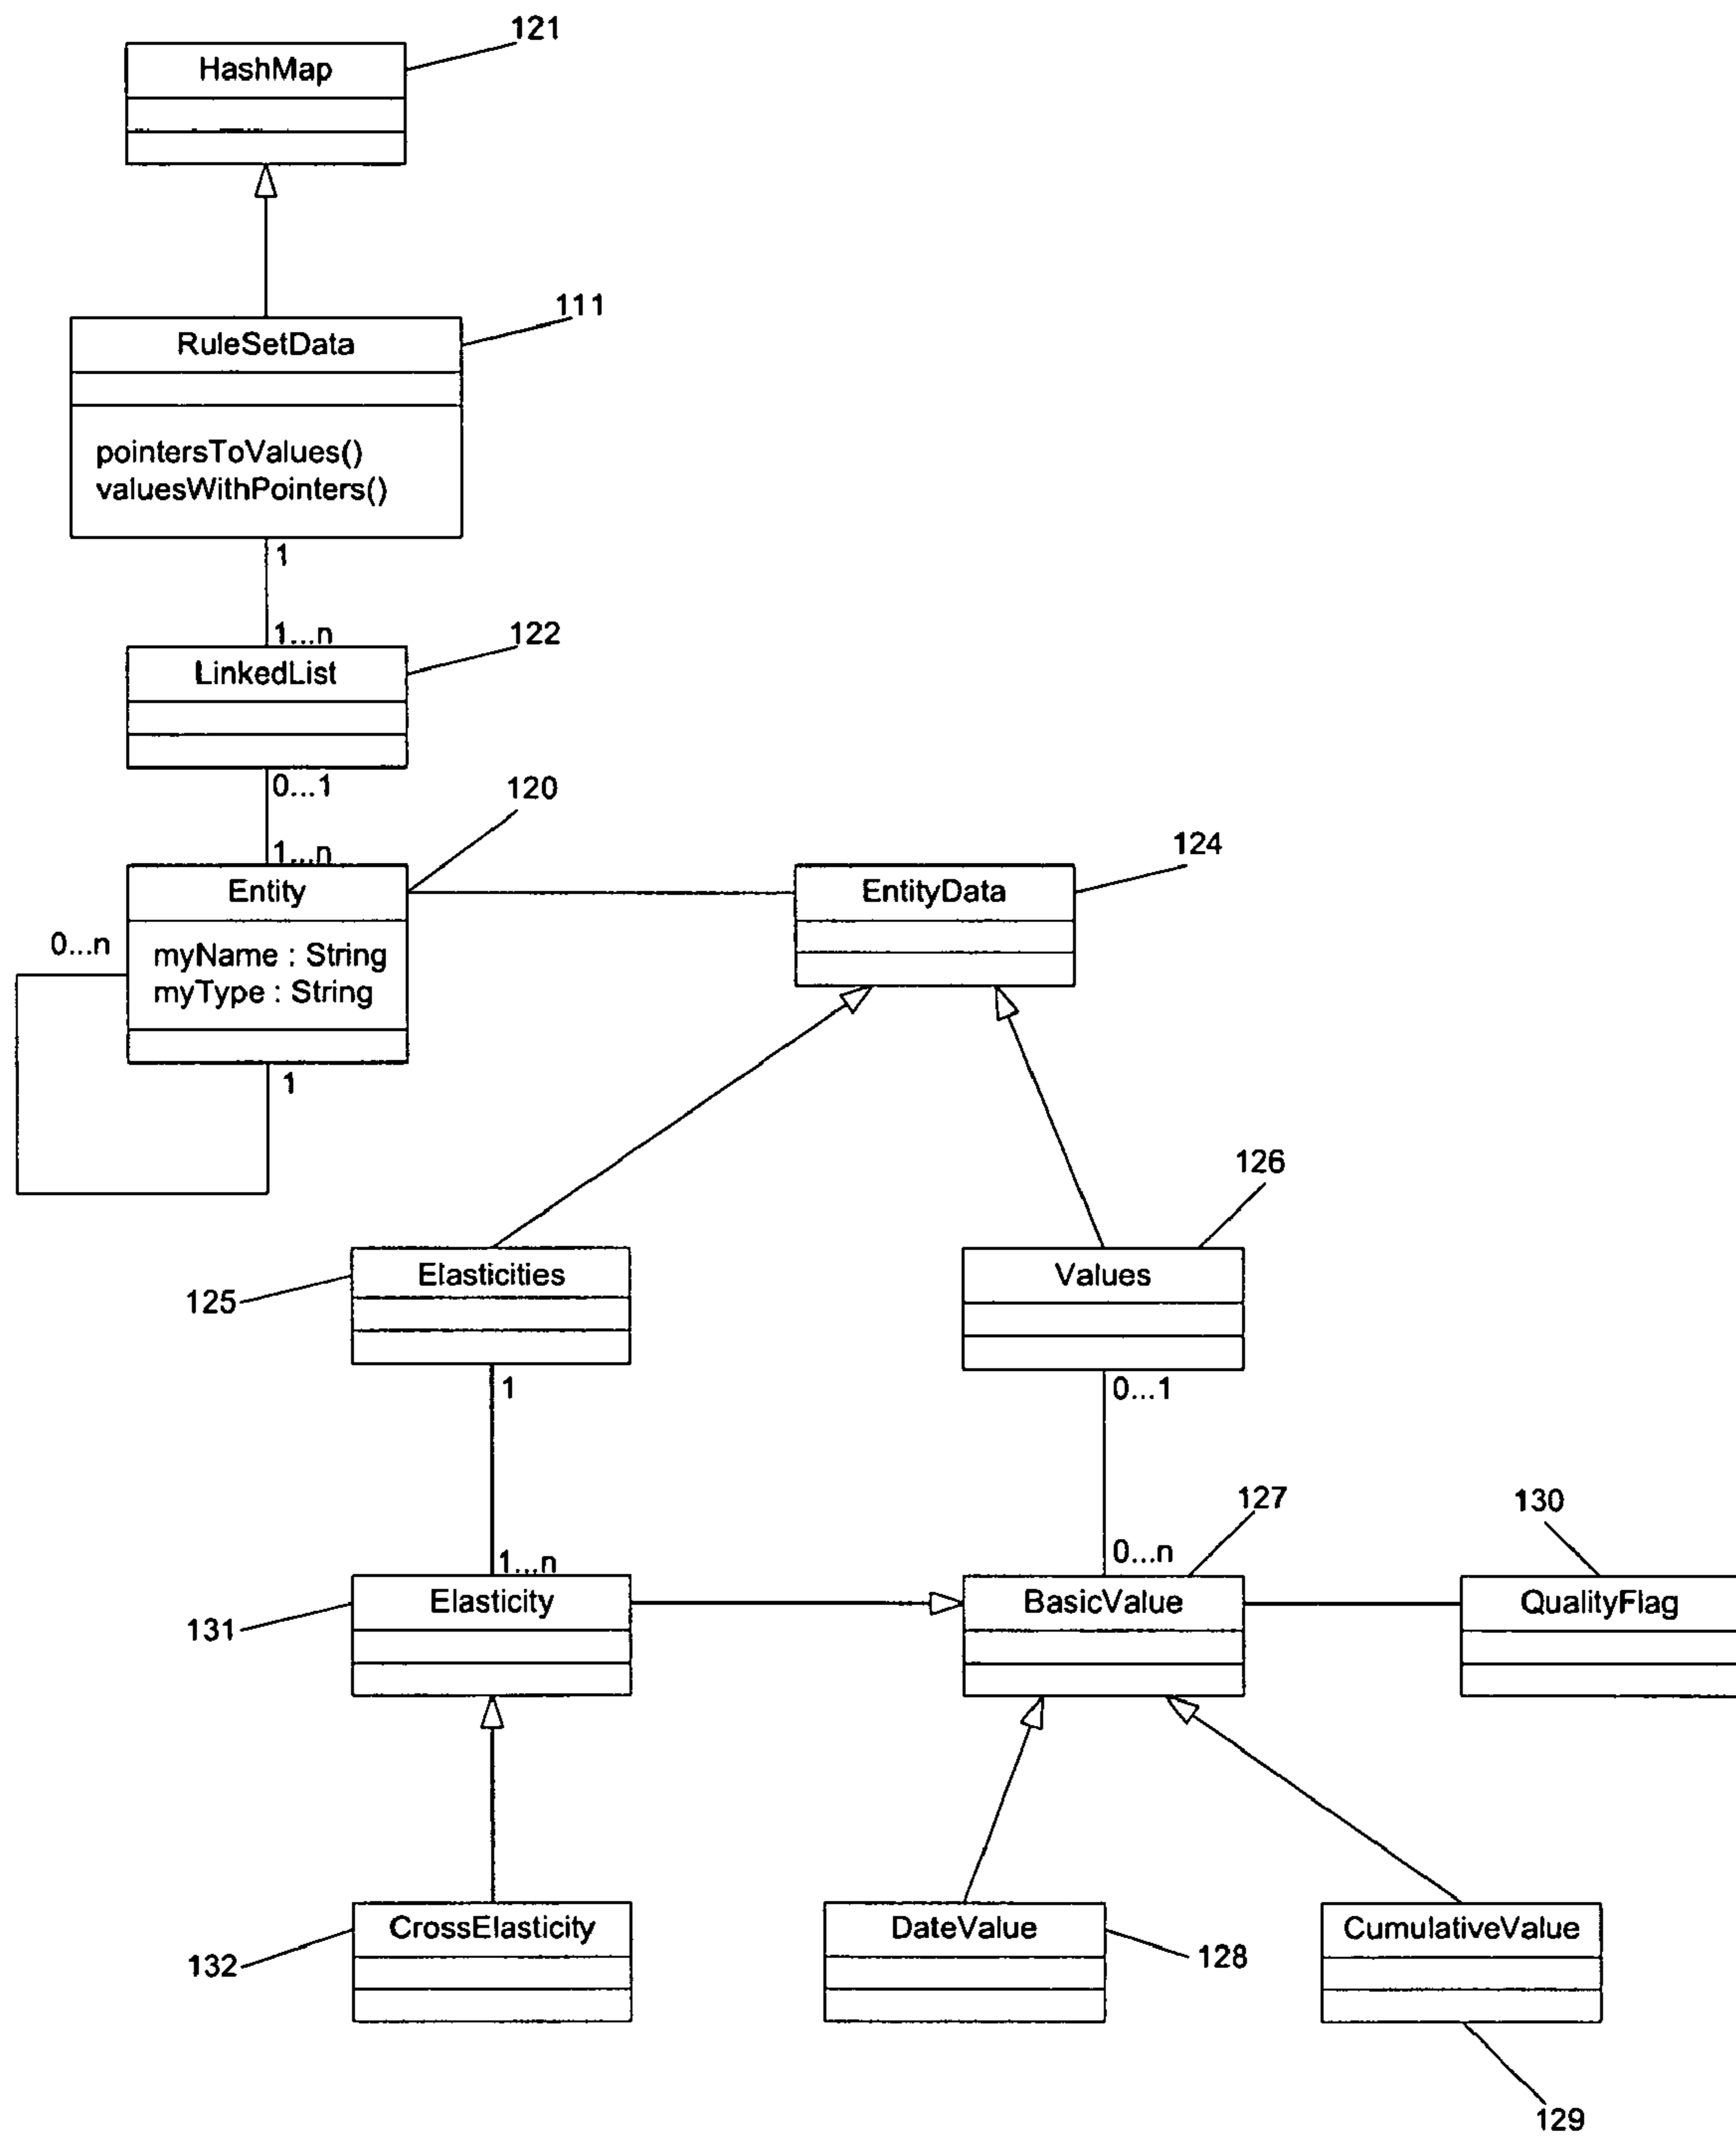 121
HashMap
111
RuleSetData
pointersToValues()
valuesWithPointers()
1
1...n
122
LinkedList
0...1
120
1...n
124
Entity
EntityData
0...n
myName : String
myType : String
1
126
Elasticities
Values
125
1
0...1
127
130
1...n
0...n
Elasticity
BasicValue
QualityFlag
131
CrossElasticity
DateValue
CumulativeValue
132
128
129